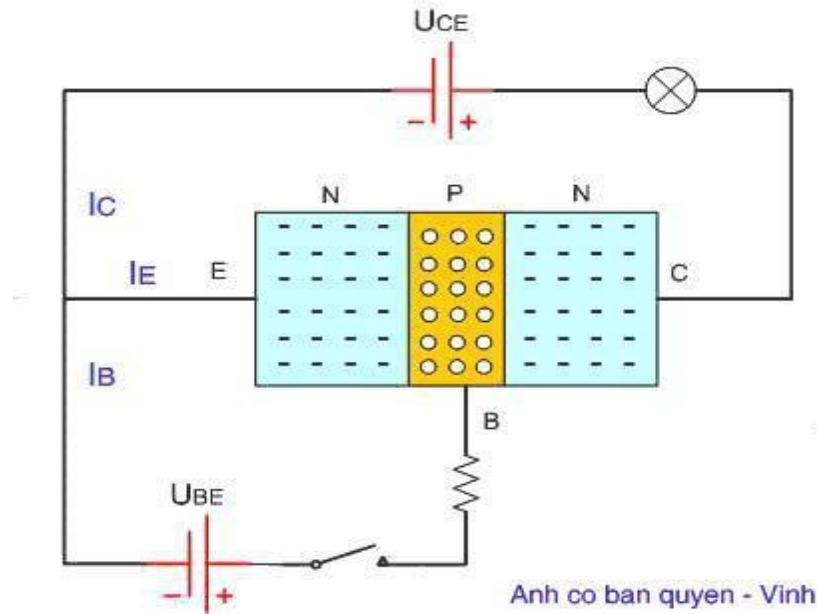 UCE
- +
N P N
IC
E C
IE
IB
B
UBE
- +
Anh co ban quyen - Vinh